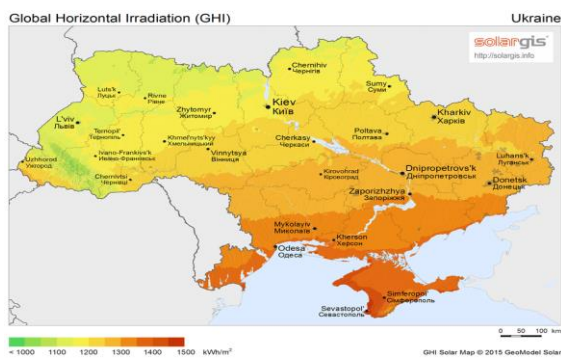 Global Horizontal Irradiation (GHI)
Ukraine
solargis
http://solargis.info
Chernihiv
Чернігів
Luts'k
Луцьк
Rivne
Рівне
Sumy
Суми
Kiev
Київ
Zhytomyr
Житомир
L'viv
Львів
Kharkiv
Харків
Ternopil'
Тернопіль
Khmel'nyts'kyy
Хмельницький
Poltava
Полтава
Cherkasy
Черкаси
Ivano-Frankivs'k
Ивано-Франковськ
Vinnytsya
Вінниця
Uzhhorod
Ужгород
Luhans'k
Луганськ
Chernivtsi
Чернівці
Kirovohrad
Кіровоград
Dnipropetrovs'k
Дніпропетровськ
Donetsk
Донецьк
Zaporizhzhya
Запоріжжя
Mykolayiv
Миколаїв
Kherson
Херсон
Odesa
Одеса
Simferopol'
Сімферополь
Sevastopol'
Севастополь
0 50 100 km
< 1000 1100 1200 1300 1400 1500 kWh/m²
GHI Solar Map © 2015 GeoModel Solar